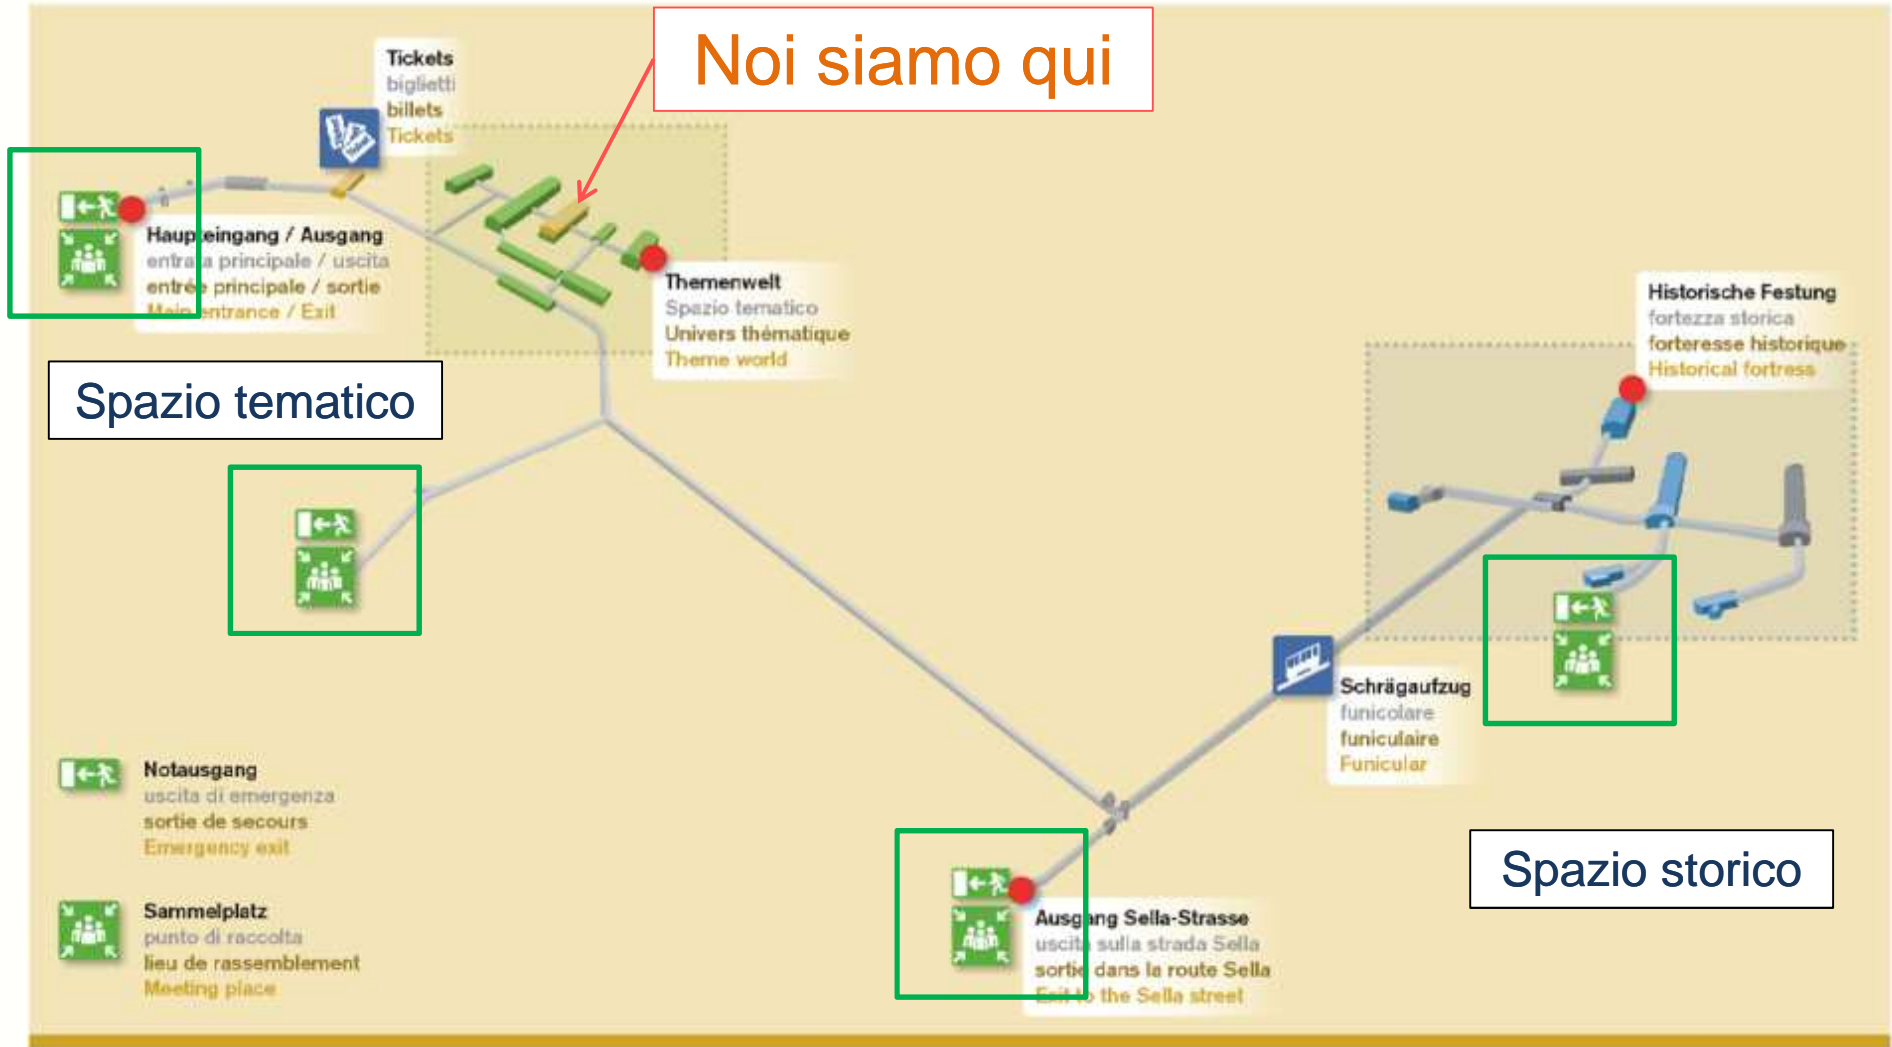 Noi siamo qui
Tickets
biglietti
billets
Tickets
Haupteingang / Ausgang
entrata principale / uscita
entrée principale / sortie
Main entrance / Exit
Themenwelt
Spazio tematico
Univers thématique
Theme world
Historische Festung
fortezza storica
forteresse historique
Historical fortress
Spazio tematico
Schrägaufzug
funicolare
funiculaire
Funicular
Notausgang
uscita di emergenza
sortie de secours
Emergency exit
Spazio storico
Sammelplatz
punto di raccolta
lieu de rassemblement
Meeting place
Ausgang Sella-Strasse
uscita sulla strada Sella
sortie dans la route Sella
Exit to the Sella street